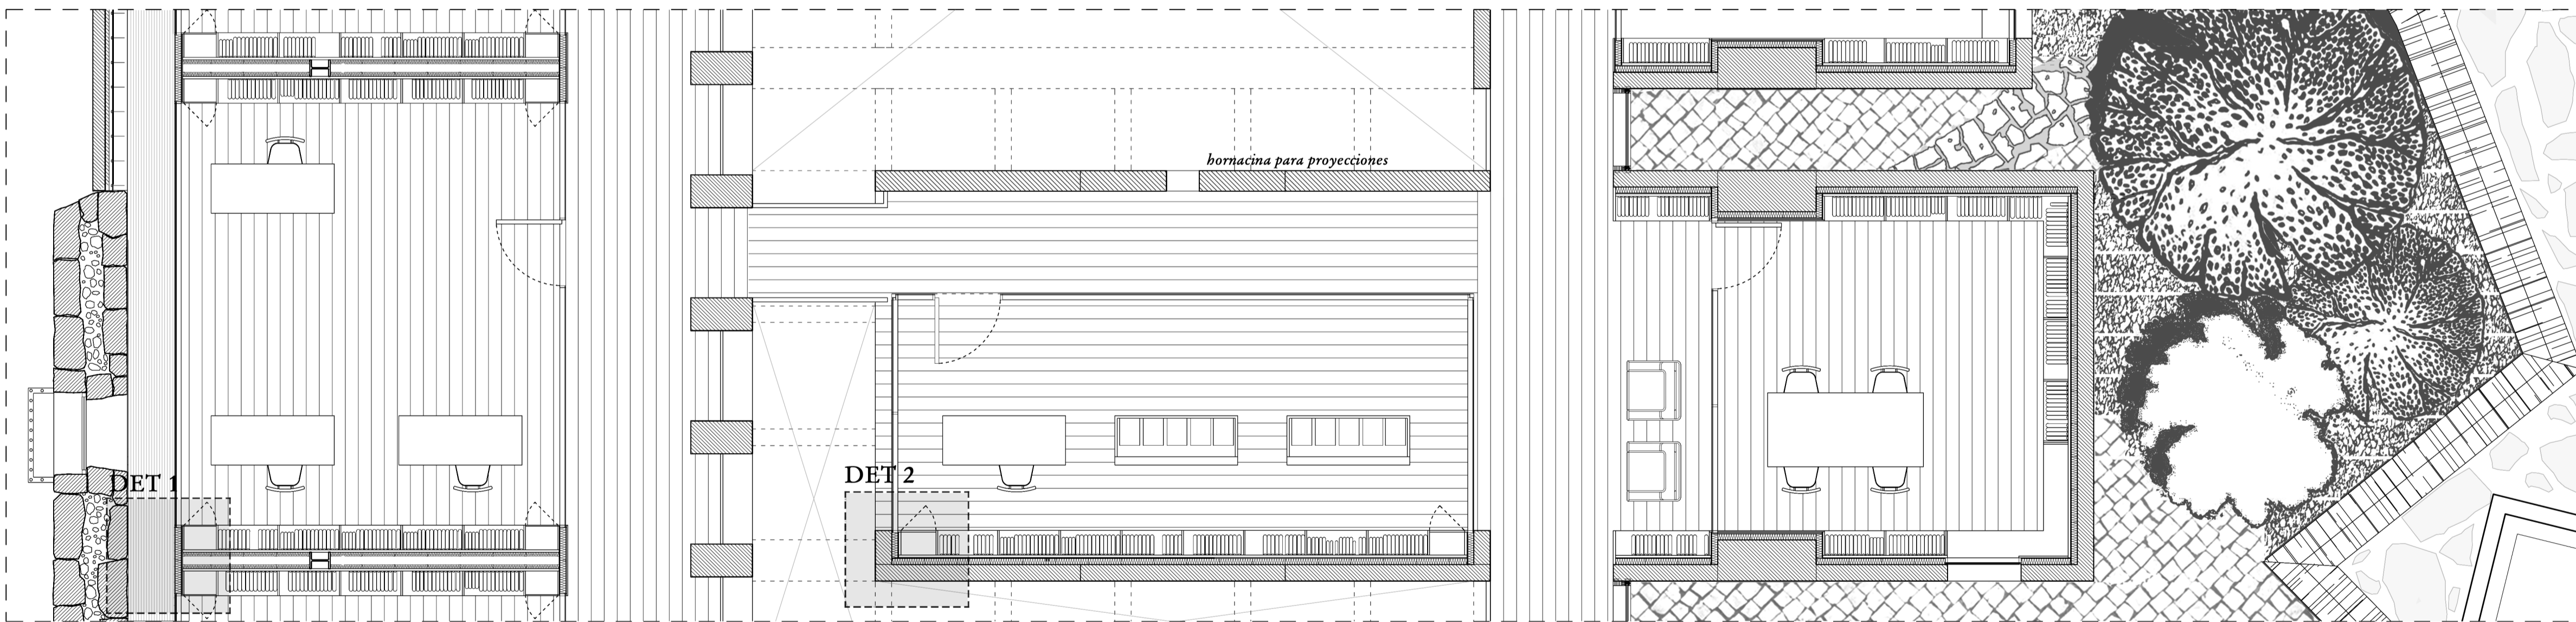 hornacina para proyecciones
DET 1
DET 2